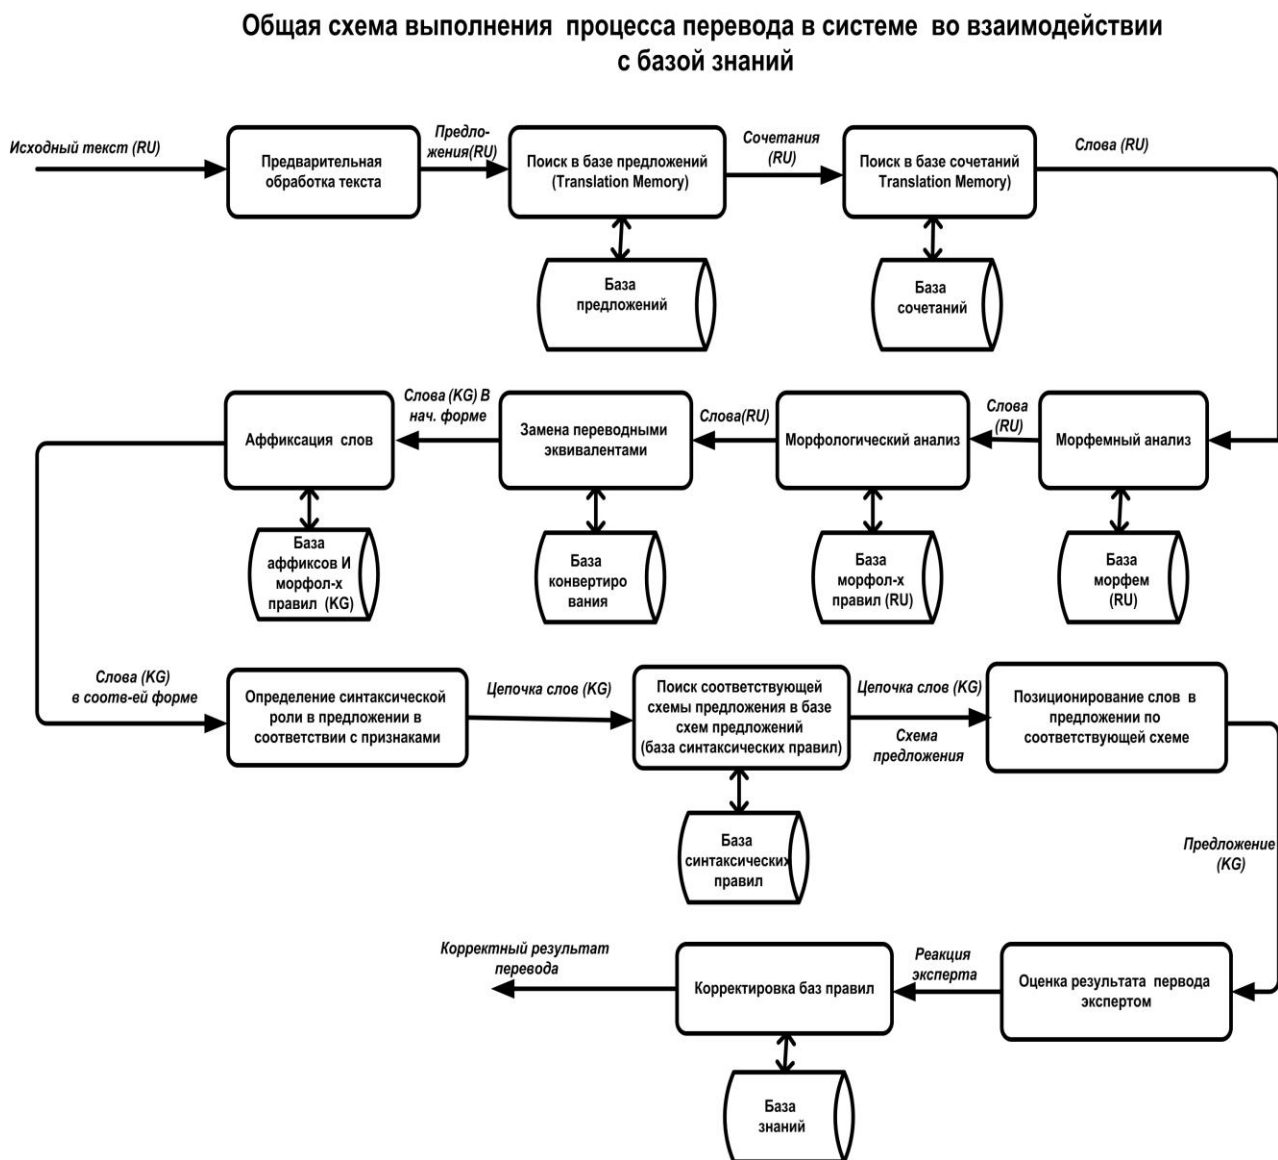 Общая схема выполнения процесса перевода в системе во взаимодействии
с базой знаний
Исходный текст (RU)
Предварительная
обработка текста
Предло-
жения(RU)
Поиск в базе предложений
(Translation Memory)
Сочетания
(RU)
Поиск в базе сочетаний
Translation Memory)
Слова (RU)
База
предложений
База
сочетаний
Морфемный анализ
Слова
(RU)
Морфологический анализ
Слова(RU)
Замена переводными
эквивалентами
Слова (KG) В
нач. форме
Аффиксация слов
База
морфем
(RU)
База
морфол-х
правил (RU)
База
конвертиро
вания
База
аффиксов И
морфол-х
правил (KG)
Слова (KG)
в соотв-ей форме
Определение синтаксической
роли в предложении в
соответствии с признаками
Цепочка слов (KG)
Поиск соответствующей
схемы предложения в базе
схем предложений
(база синтаксических правил)
Цепочка слов (KG)
Схема
предложения
Позиционирование слов в
предложении по
соответствующей схеме
База
синтаксических
правил
Предложение
(KG)
Оценка результата первода
экспертом
Реакция
эксперта
Корректировка баз правил
Корректный результат
перевода
База
знаний